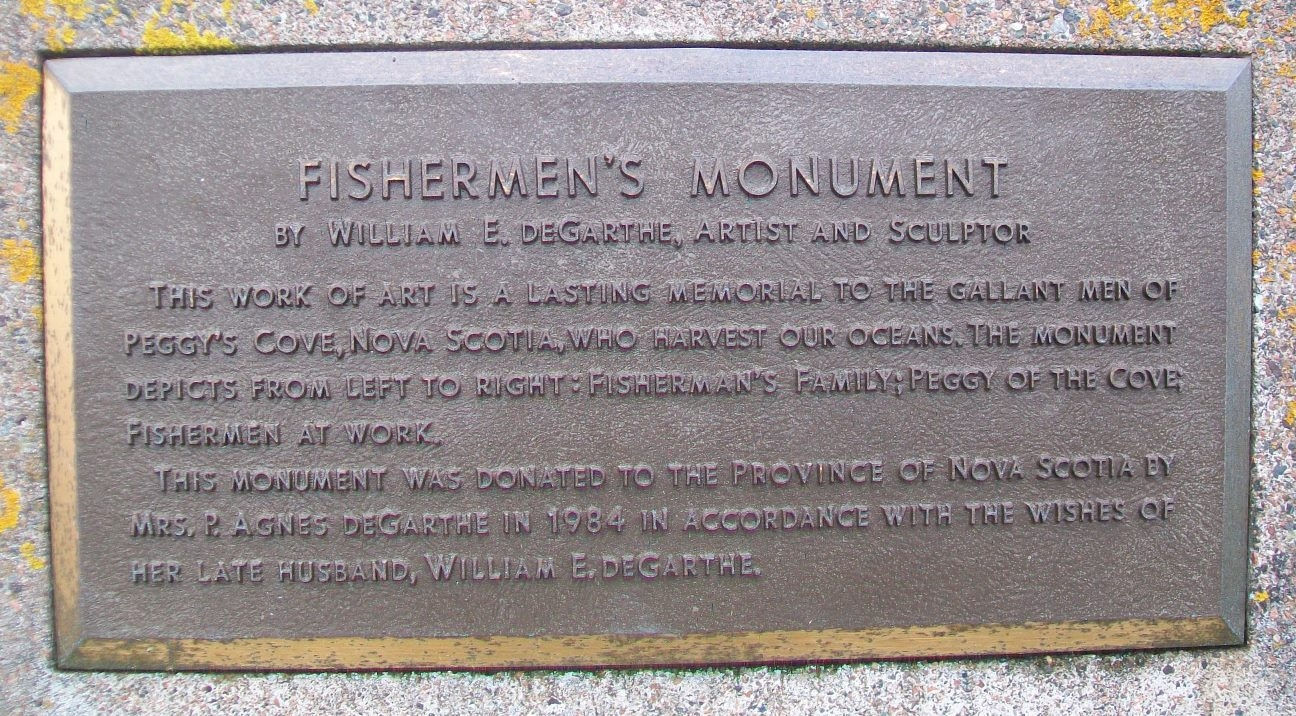 FISHERMEN'S MONUMENT
BY WILLIAM E. DEGARTHE, ARTIST AND SCULPTOR
THIS WORK OF ART IS A LASTING MEMORIAL TO THE GALLANT MEN OF
PEGGY'S COVE, NOVA SCOTIA, WHO HARVEST OUR OCEANS. THE MONUMENT
DEPICTS FROM LEFT TO RIGHT: FISHERMAN'S FAMILY; PEGGY OF THE COVE;
FISHERMEN AT WORK.
THIS MONUMENT WAS DONATED TO THE PROVINCE OF NOVA SCOTIA BY
MRS. P. AGNES DEGARTHE IN 1984 IN ACCORDANCE WITH THE WISHES OF
HER LATE HUSBAND, WILLIAM E. DEGARTHE.